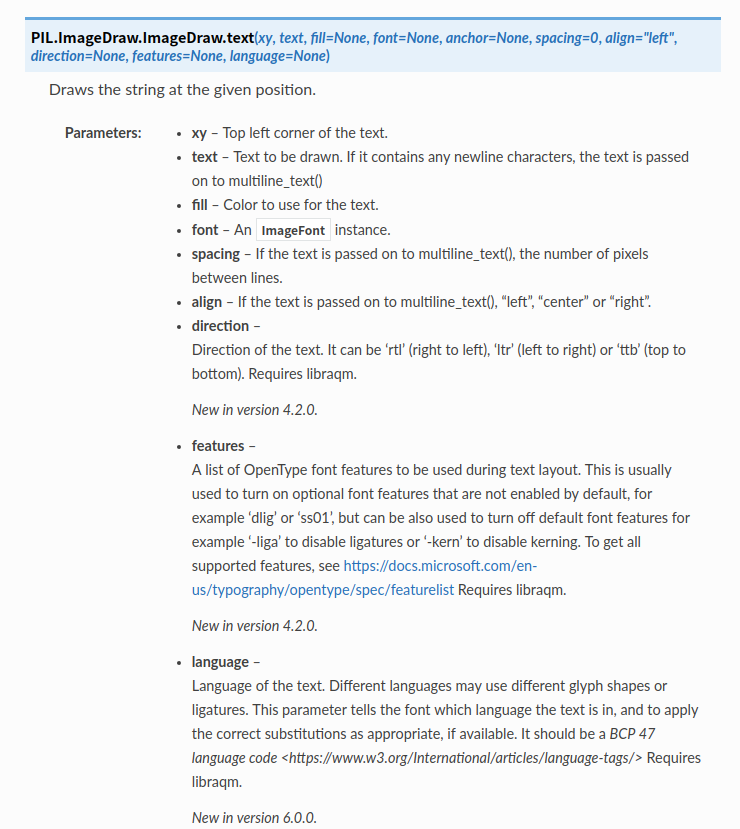 PIL.ImageDraw.ImageDraw.text(xy, text, fill=None, font=None, anchor=None, spacing=0, align="left",
direction=None, features=None, language=None)
Draws the string at the given position.
Parameters:
• xy – Top left corner of the text.
• text – Text to be drawn. If it contains any newline characters, the text is passed
on to multiline_text()
• fill – Color to use for the text.
• font – An ImageFont instance.
• spacing – If the text is passed on to multiline_text(), the number of pixels
between lines.
• align – If the text is passed on to multiline_text(), “left”, “center” or “right”.
• direction –
Direction of the text. It can be ‘rtl’ (right to left), ‘ltr’ (left to right) or ‘ttb’ (top to
bottom). Requires libraqm.
New in version 4.2.0.
• features –
A list of OpenType font features to be used during text layout. This is usually
used to turn on optional font features that are not enabled by default, for
example ‘dlig’ or ‘ss01’, but can be also used to turn off default font features for
example ‘-liga’ to disable ligatures or ‘-kern’ to disable kerning. To get all
supported features, see https://docs.microsoft.com/en-
us/typography/opentype/spec/featurelist Requires libraqm.
New in version 4.2.0.
• language –
Language of the text. Different languages may use different glyph shapes or
ligatures. This parameter tells the font which language the text is in, and to apply
the correct substitutions as appropriate, if available. It should be a BCP 47
language code <https://www.w3.org/International/articles/language-tags/> Requires
libraqm.
New in version 6.0.0.